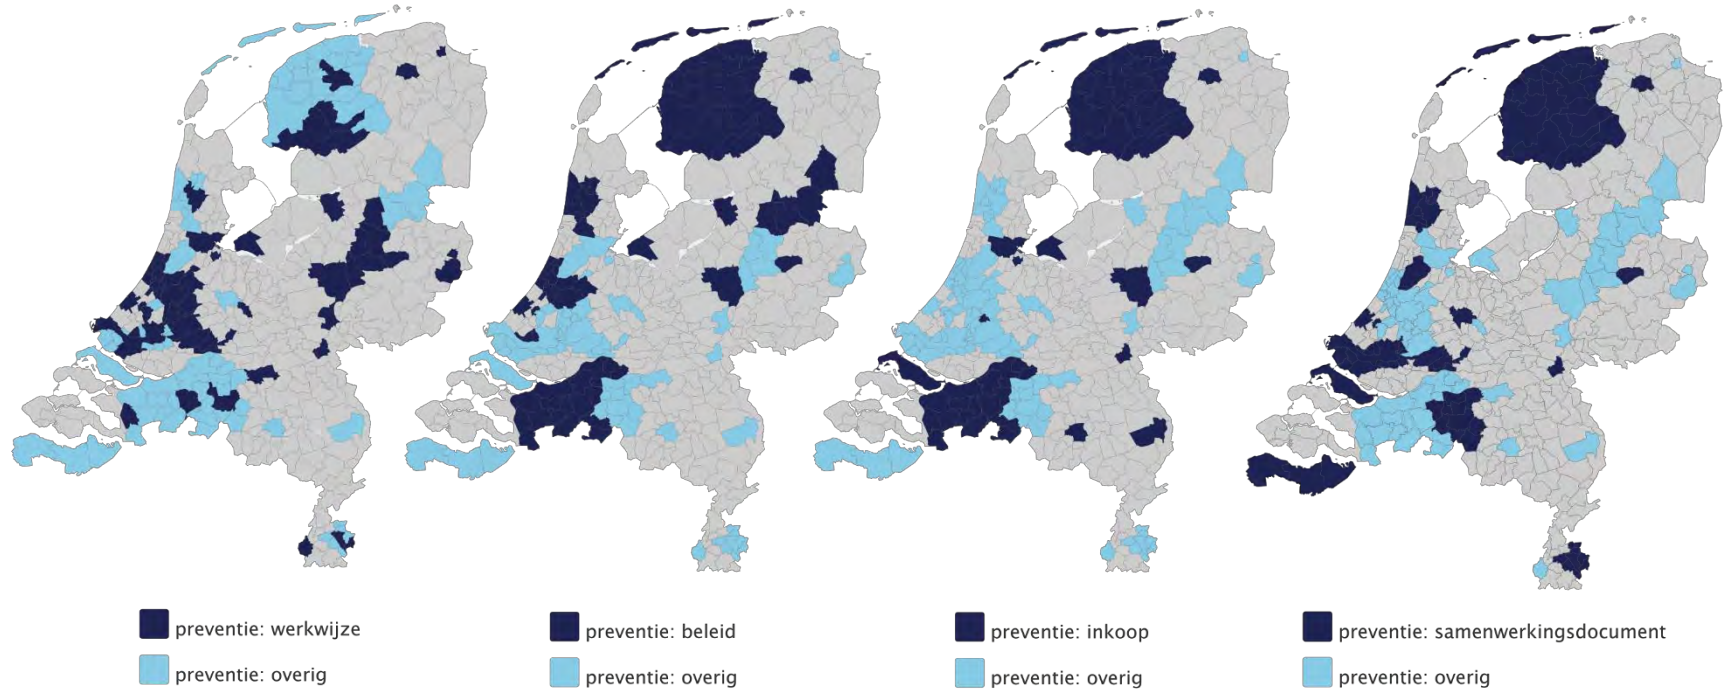 preventie: werkwijze
preventie: overig
preventie: beleid
preventie: overig
preventie: inkoop
preventie: overig
preventie: samenwerkingsdocument
preventie: overig